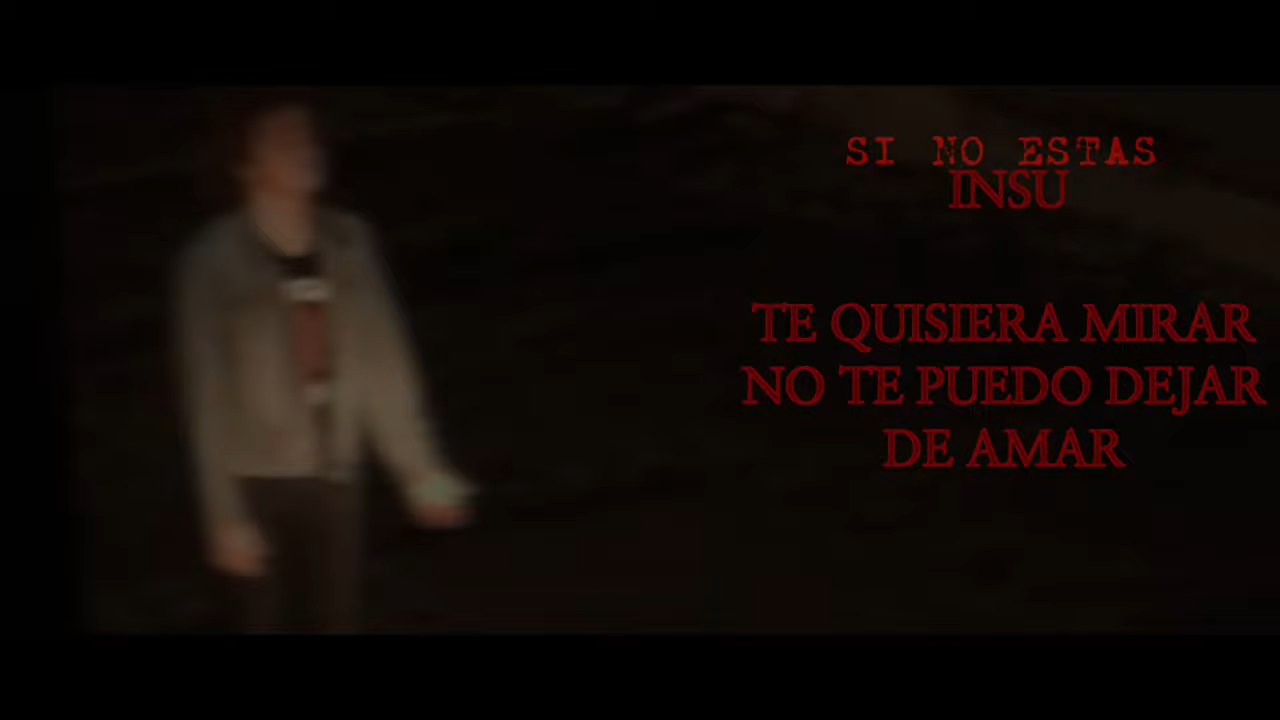 SI NO ESTAS
INSU
TE QUISIERA MIRAR
NO TE PUEDO DEJAR
DE AMAR